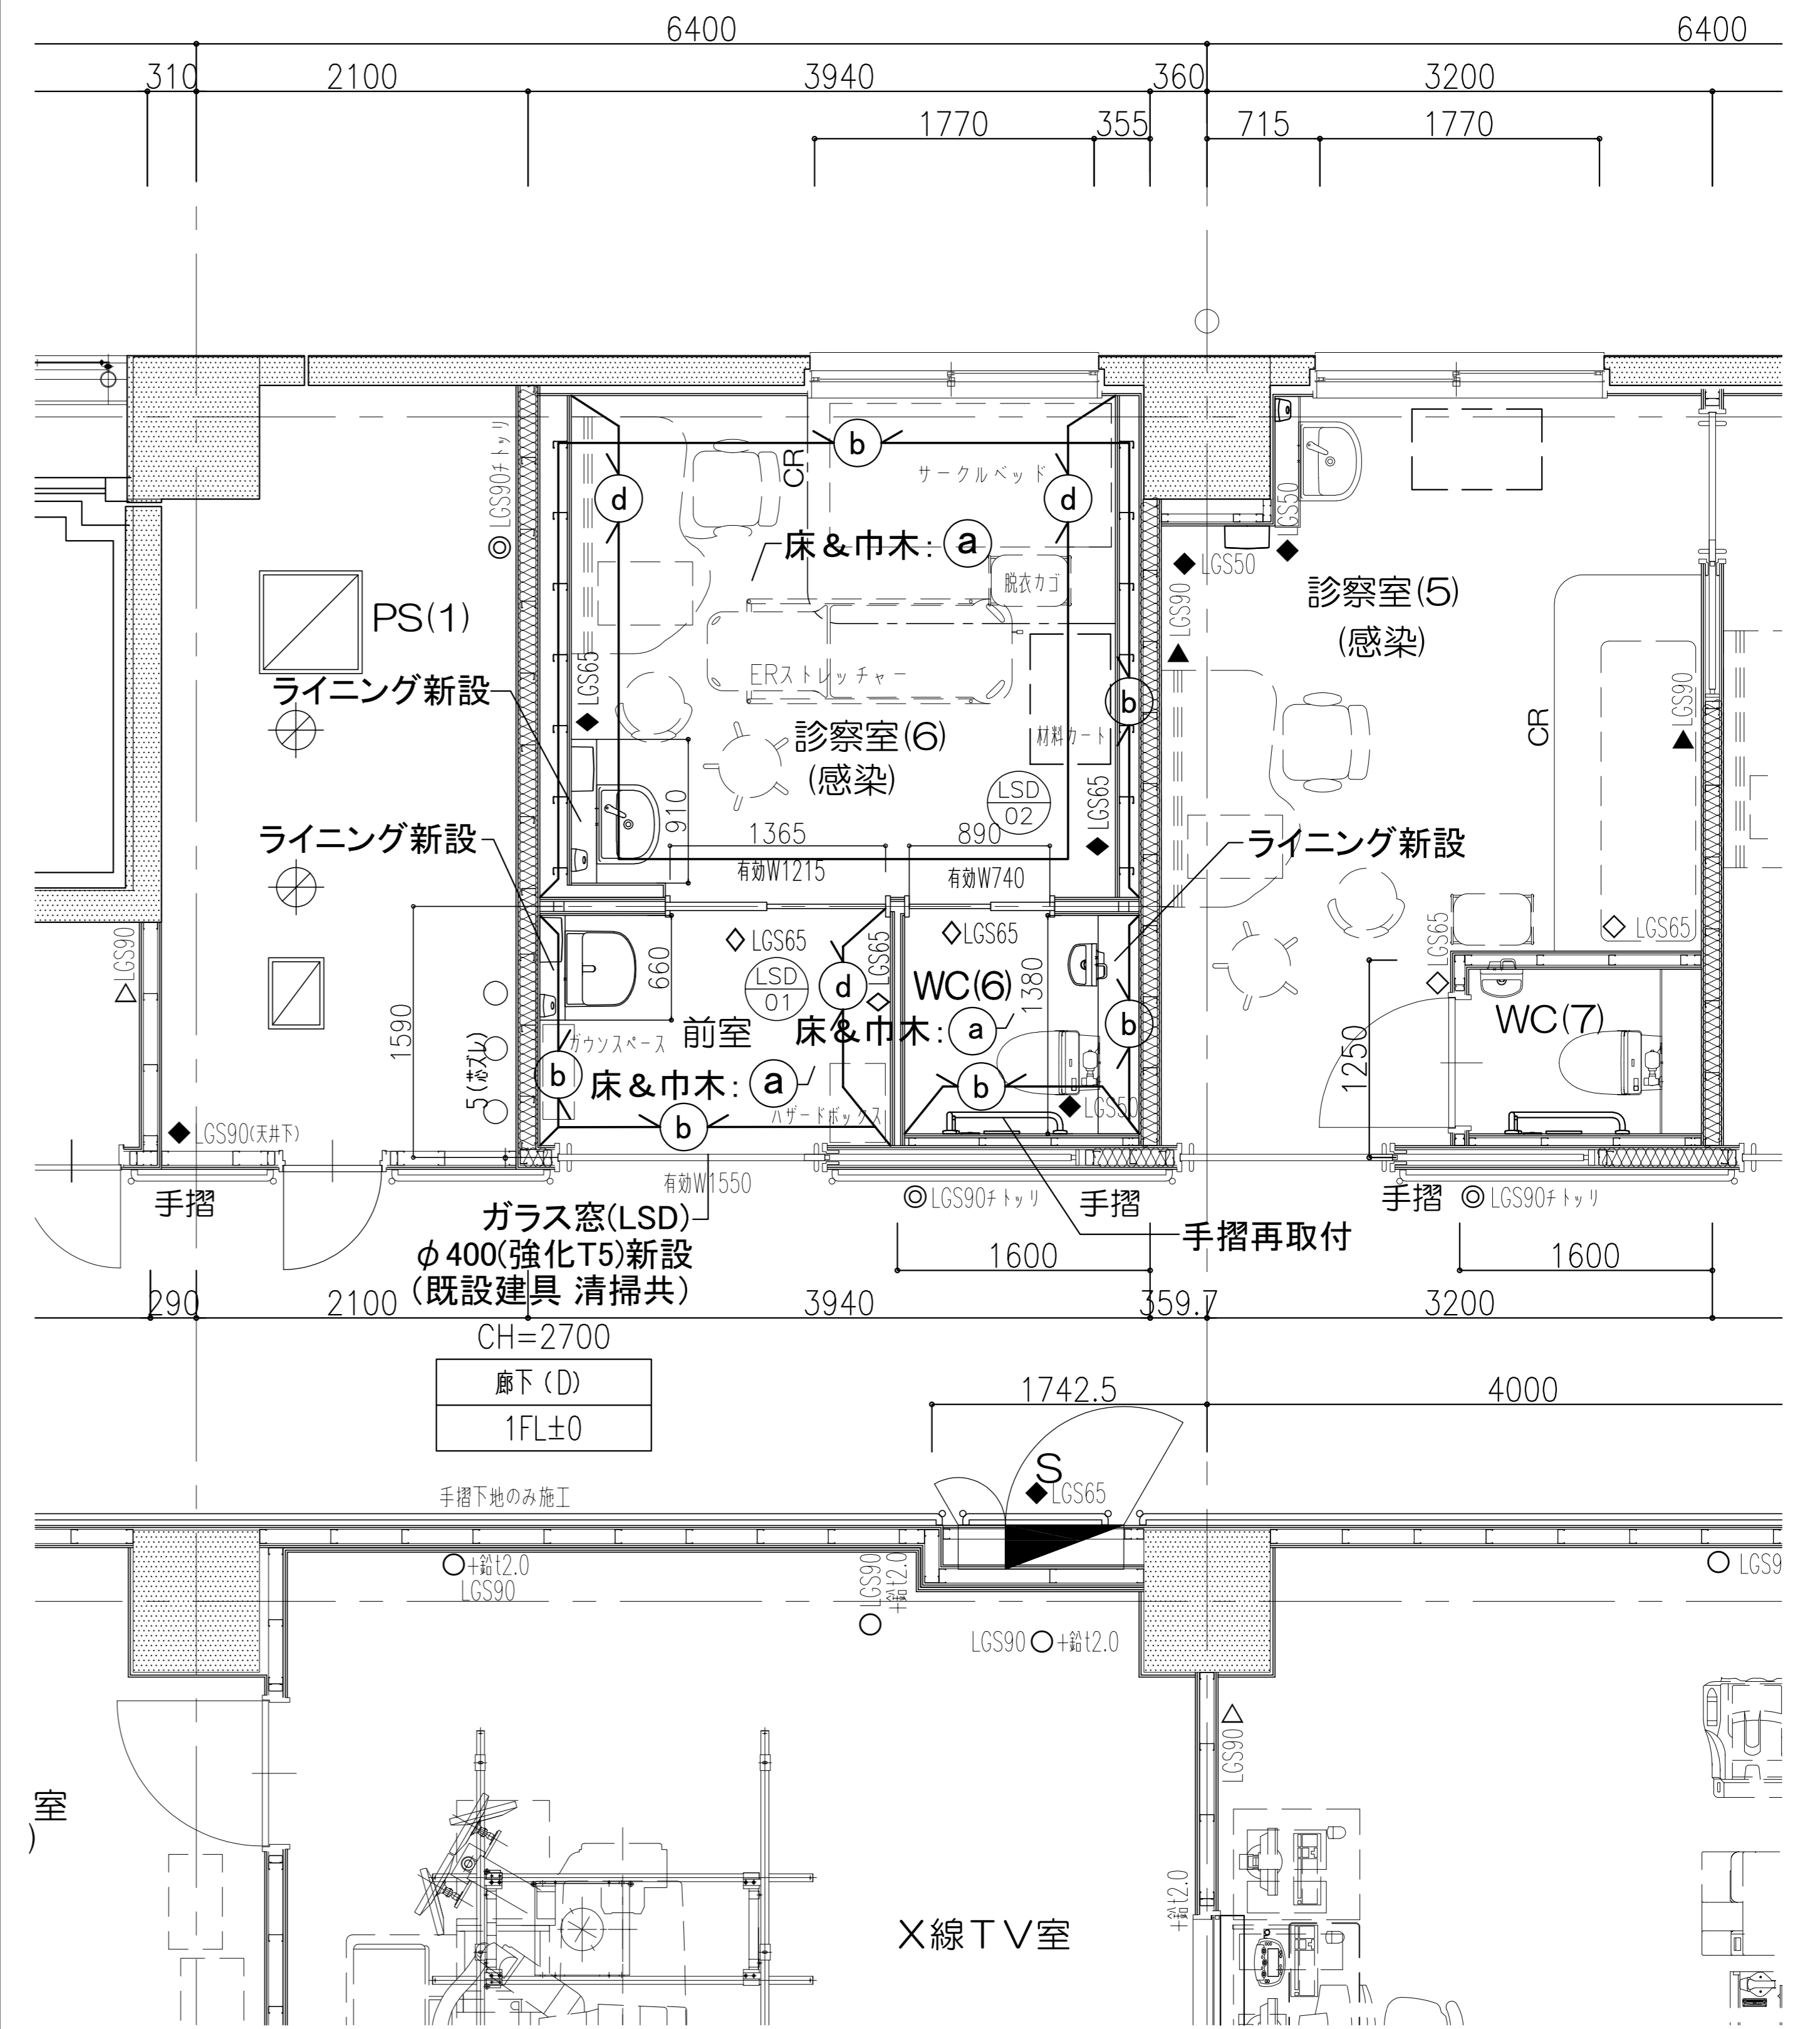 6400
6400
310
2100
3940
360
3200
1770
355
715
1770
◎ LGS90チトッリ
b
CR
サークルベッド
d
d
床&巾木: a
脱衣カゴ
LGS50
◆ LGS50
LGS90
診察室(5)
(感染)
PS(1)
ライニング新設
LGS65
ERストレッチャー
b
LGS90
CR
診察室(6)
(感染)
材料カート
LSD
02
ライニング新設
910
1365
有効W1215
890
有効W740
LGS65
ライニング新設
LGS90
◇ LGS65
◇LGS65
LGS65
LGS65
◇ LGS65
660
LSD
01
d
WC(6)
1380
WC(7)
1590
ガウンスペース
前室
床&巾木: a
b
1250
5(芯ズレ)
b
床&巾木: a
b
ハザードボックス
◆LGS50
b
◆ LGS90(天井下)
有効W1550
手摺
◎LGS90チトッリ
手摺
手摺
◎ LGS90チトッリ
ガラス窓(LSD)
φ400(強化T5)新設
(既設建具 清掃共)
手摺再取付
1600
1600
290
2100
3940
359.7
3200
CH=2700
廊下(D)
1FL±0
1742.5
4000
S
◆LGS65
手摺下地のみ施工
○+鉛t2.0
LGS90
LGS90
+鉛t2.0
LGS90○+鉛t2.0
○ LGS9
LGS90
室
)
+鉛t2.0
X線TV室